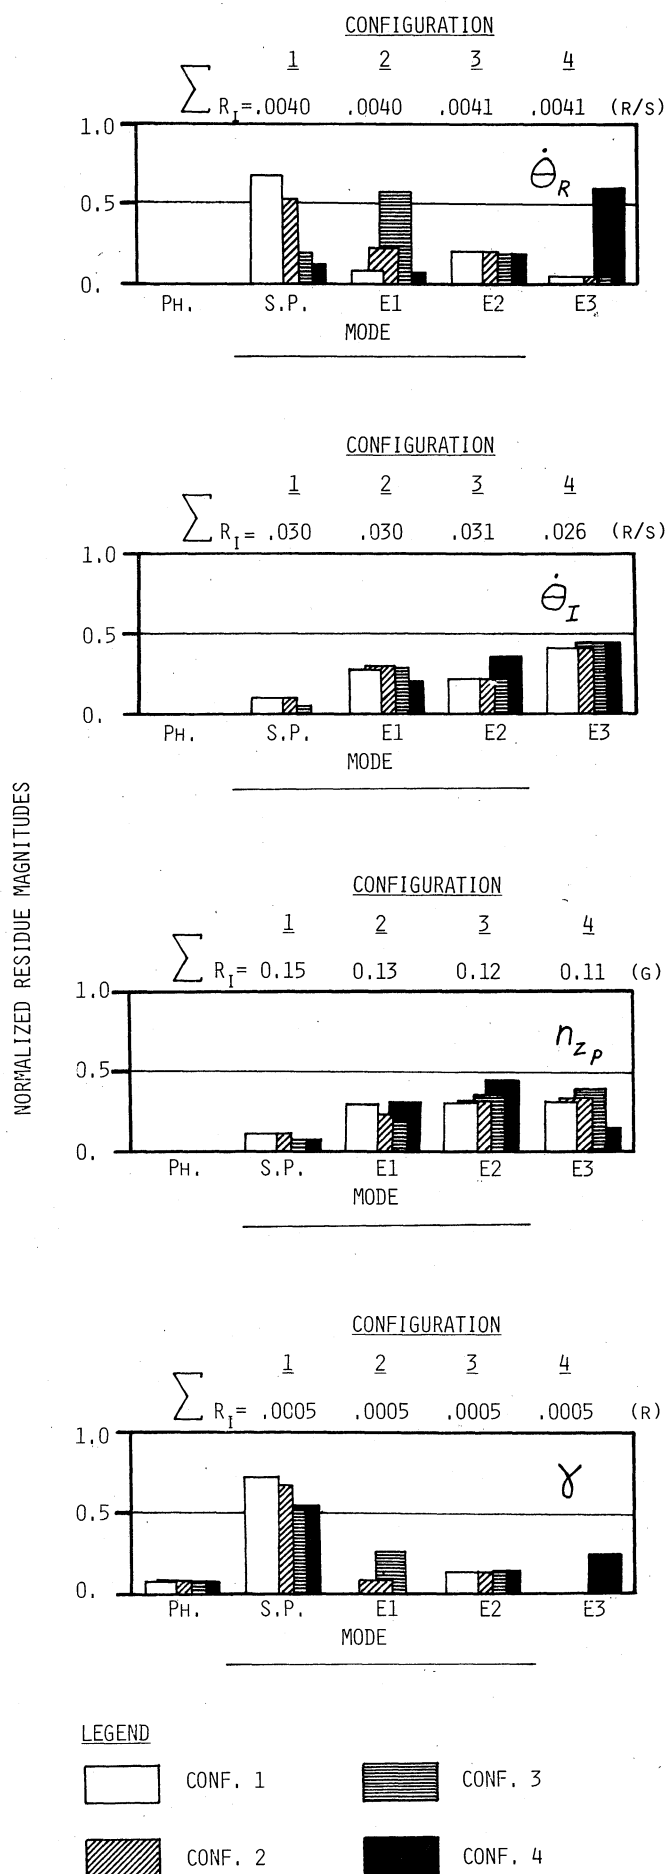 CONFIGURATION
1 2 3 4
∑ R_I=.0040 .0040 .0041 .0041 (R/S)
1.0
θ̇_R
0.5
0.
PH. S.P. E1 E2 E3
MODE
CONFIGURATION
1 2 3 4
∑ R_I= .030 .030 .031 .026 (R/S)
1.0
θ̇_I
0.5
0.
PH. S.P. E1 E2 E3
MODE
NORMALIZED RESIDUE MAGNITUDES
CONFIGURATION
1 2 3 4
∑ R_I= 0.15 0.13 0.12 0.11 (G)
1.0
n_z_p
0.5
0.
PH. S.P. E1 E2 E3
MODE
CONFIGURATION
1 2 3 4
∑ R_I= .0005 .0005 .0005 .0005 (R)
1.0
γ
0.5
0.
PH. S.P. E1 E2 E3
MODE
LEGEND
CONF. 1 CONF. 3
CONF. 2 CONF. 4